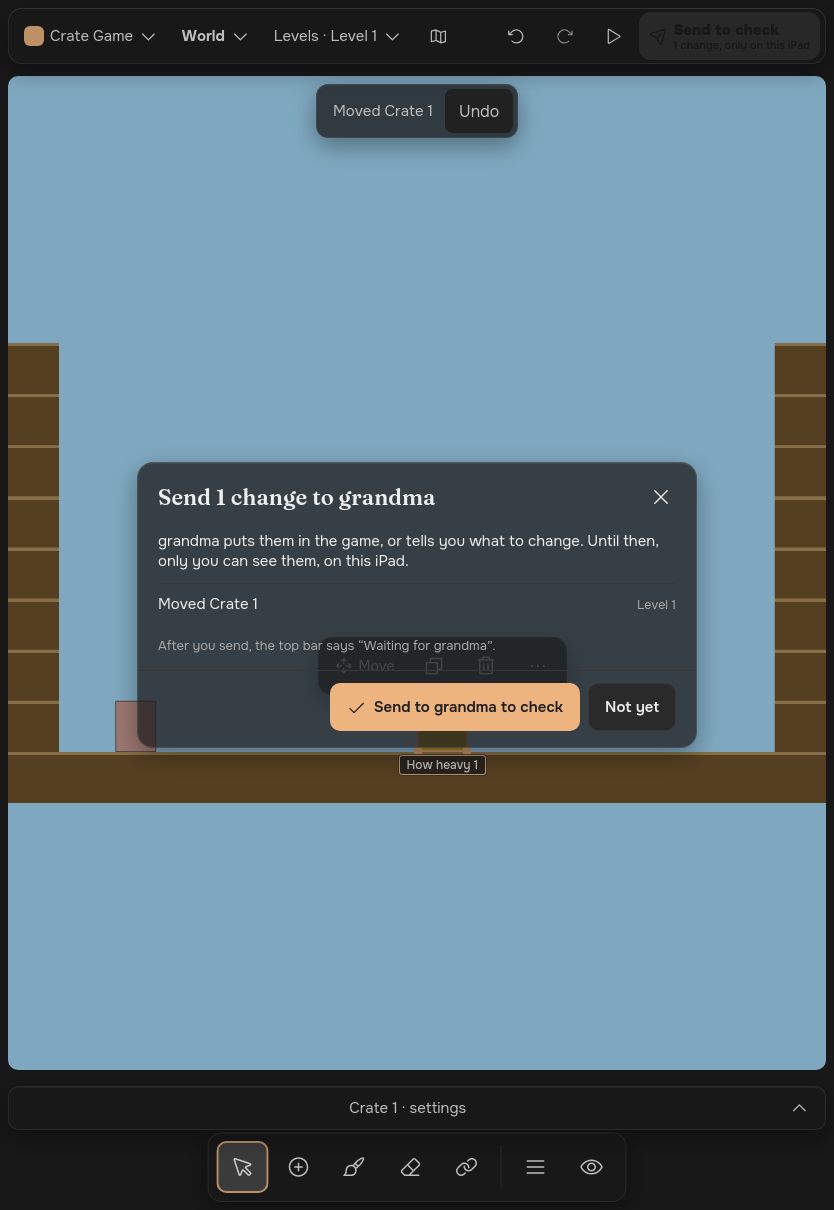 Crate Game
World
Levels · Level 1
Send to check
1 change, only on this iPad
Moved Crate 1
Undo
Send 1 change to grandma
grandma puts them in the game, or tells you what to change. Until then,
only you can see them, on this iPad.
Moved Crate 1
Level 1
After you send, the top bar says “Waiting for grandma”.
Move
Send to grandma to check
Not yet
How heavy 1
Crate 1 · settings